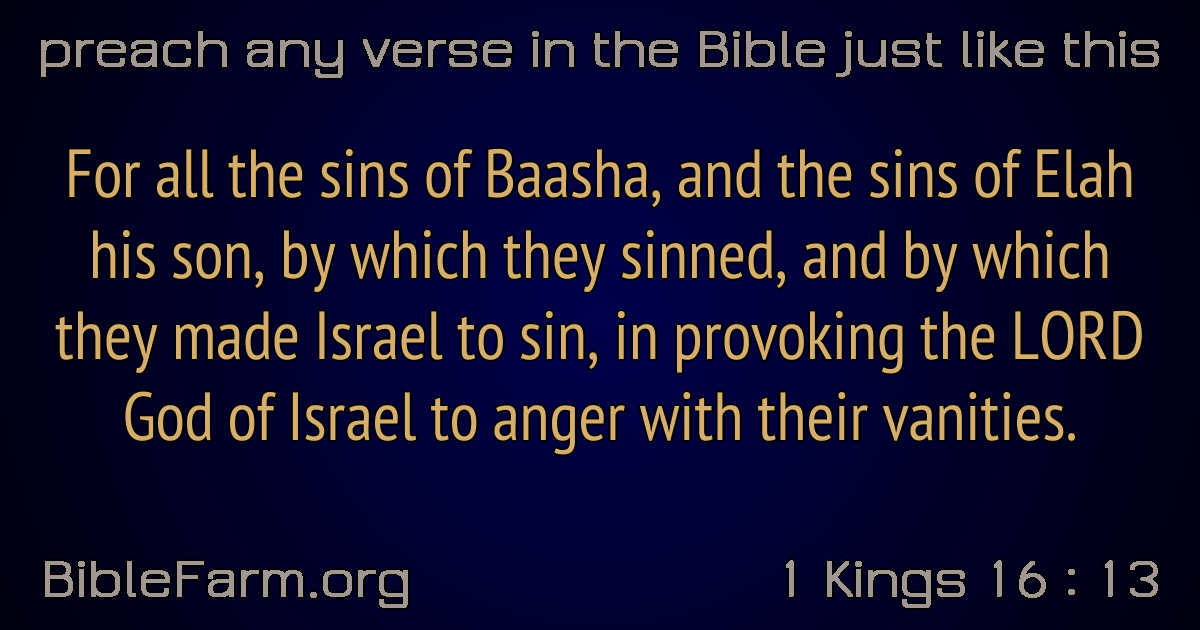 preach any verse in the Bible just like this
For all the sins of Baasha, and the sins of Elah
his son, by which they sinned, and by which
they made Israel to sin, in provoking the LORD
God of Israel to anger with their vanities.
BibleFarm.org
1 Kings 16 : 13